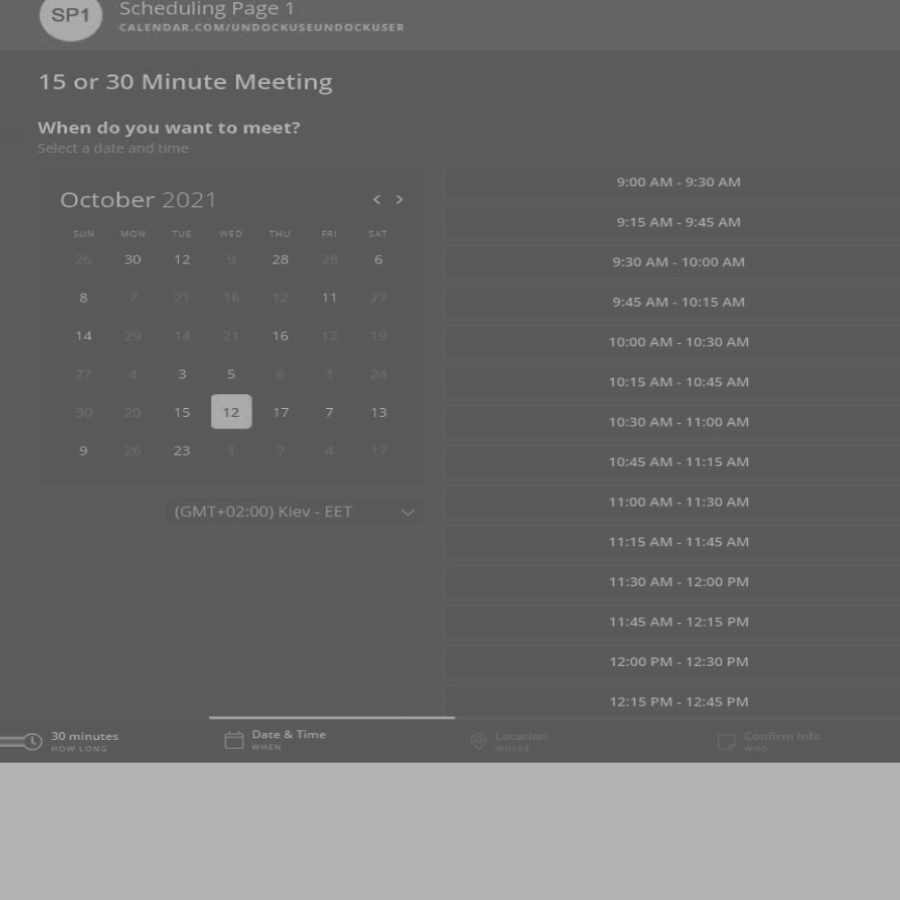 SP1
Scheduling Page 1
CALENDAR.COM/UNDOCKUSEUNDOCKUSER
15 or 30 Minute Meeting
When do you want to meet?
Select a date and time
October 2021 < >
SUN MON TUE WED THU FRI SAT
26 30 12 9 28 28 6
8 7 21 16 12 11 27
14 29 14 21 16 12 19
27 4 3 5 6 1 24
30 20 15 12 17 7 13
9 26 23 1 7 4 17
(GMT+02:00) Kiev - EET
9:00 AM - 9:30 AM
9:15 AM - 9:45 AM
9:30 AM - 10:00 AM
9:45 AM - 10:15 AM
10:00 AM - 10:30 AM
10:15 AM - 10:45 AM
10:30 AM - 11:00 AM
10:45 AM - 11:15 AM
11:00 AM - 11:30 AM
11:15 AM - 11:45 AM
11:30 AM - 12:00 PM
11:45 AM - 12:15 PM
12:00 PM - 12:30 PM
12:15 PM - 12:45 PM
30 minutes
HOW LONG
Date & Time
WHEN
Location
WHERE
Confirm Info
WHO